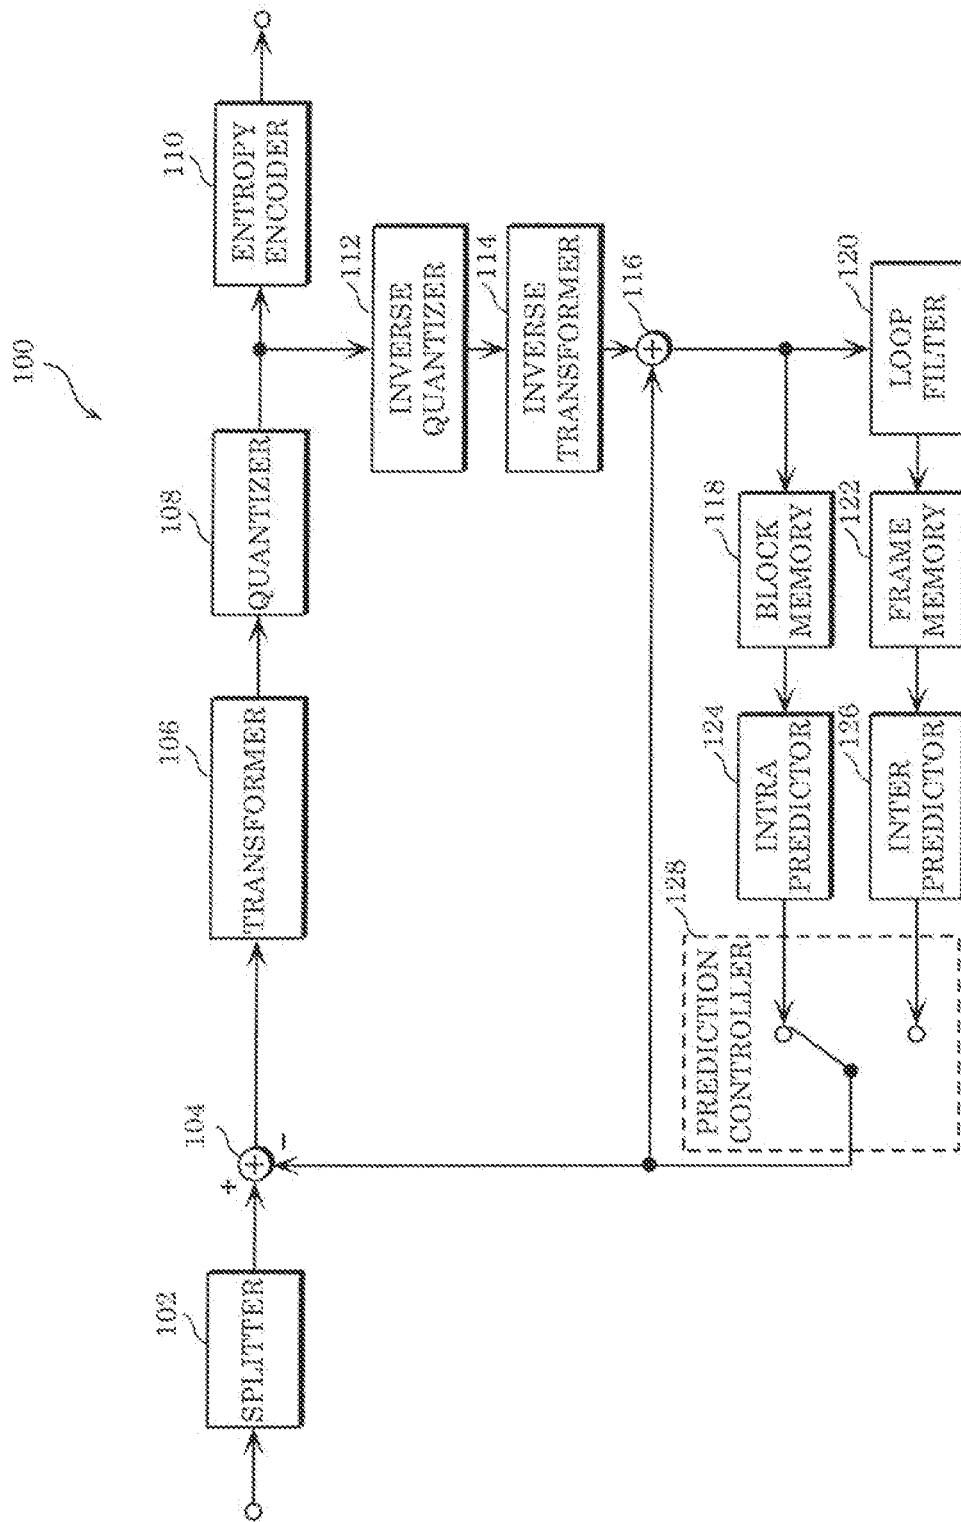 100
102
SPLITTER
104
+
-
106
TRANSFORMER
108
QUANTIZER
110
ENTROPY
ENCODER
112
INVERSE
QUANTIZER
114
INVERSE
TRANSFORMER
116
128
PREDICTION
CONTROLLER
124
INTRA
PREDICTOR
118
BLOCK
MEMORY
120
LOOP
FILTER
126
INTER
PREDICTOR
122
FRAME
MEMORY